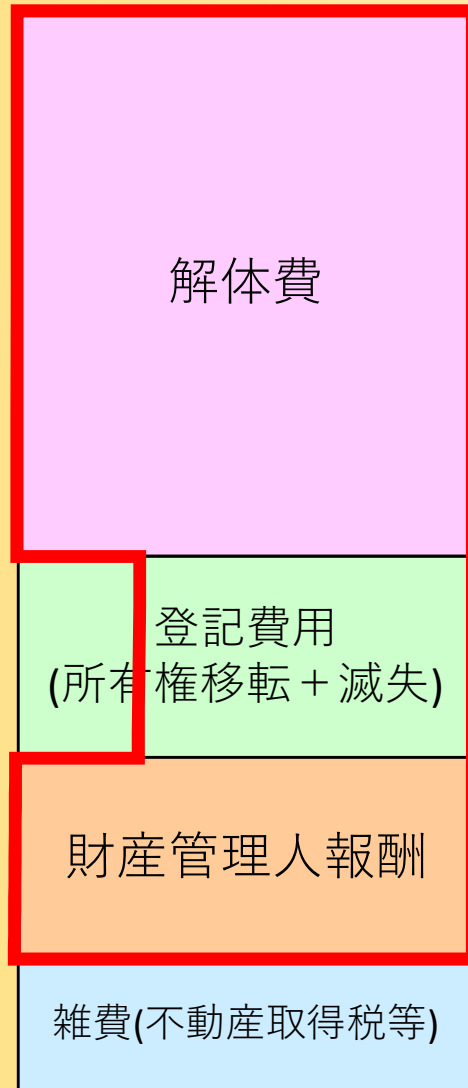 解体費
登記費用
(所有権移転＋滅失)
財産管理人報酬
雑費(不動産取得税等)